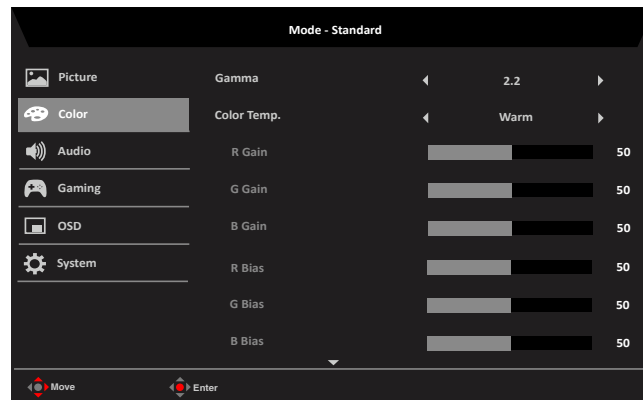 Mode - Standard
Picture
Gamma 2.2
Color
Color Temp. Warm
Audio
R Gain 50
Gaming
G Gain 50
OSD
B Gain 50
System
R Bias 50
G Bias 50
B Bias 50
Move Enter